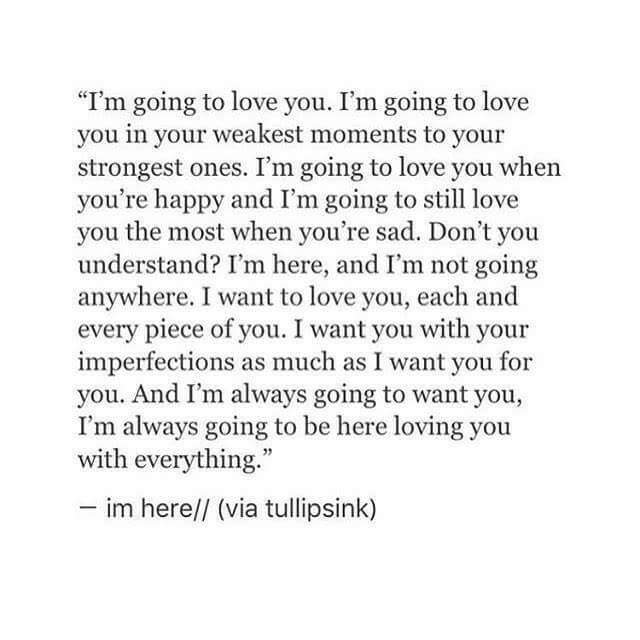 “I’m going to love you. I’m going to love
you in your weakest moments to your
strongest ones. I’m going to love you when
you’re happy and I’m going to still love
you the most when you’re sad. Don’t you
understand? I’m here, and I’m not going
anywhere. I want to love you, each and
every piece of you. I want you with your
imperfections as much as I want you for
you. And I’m always going to want you,
I’m always going to be here loving you
with everything.”
— im here// (via tullipsink)